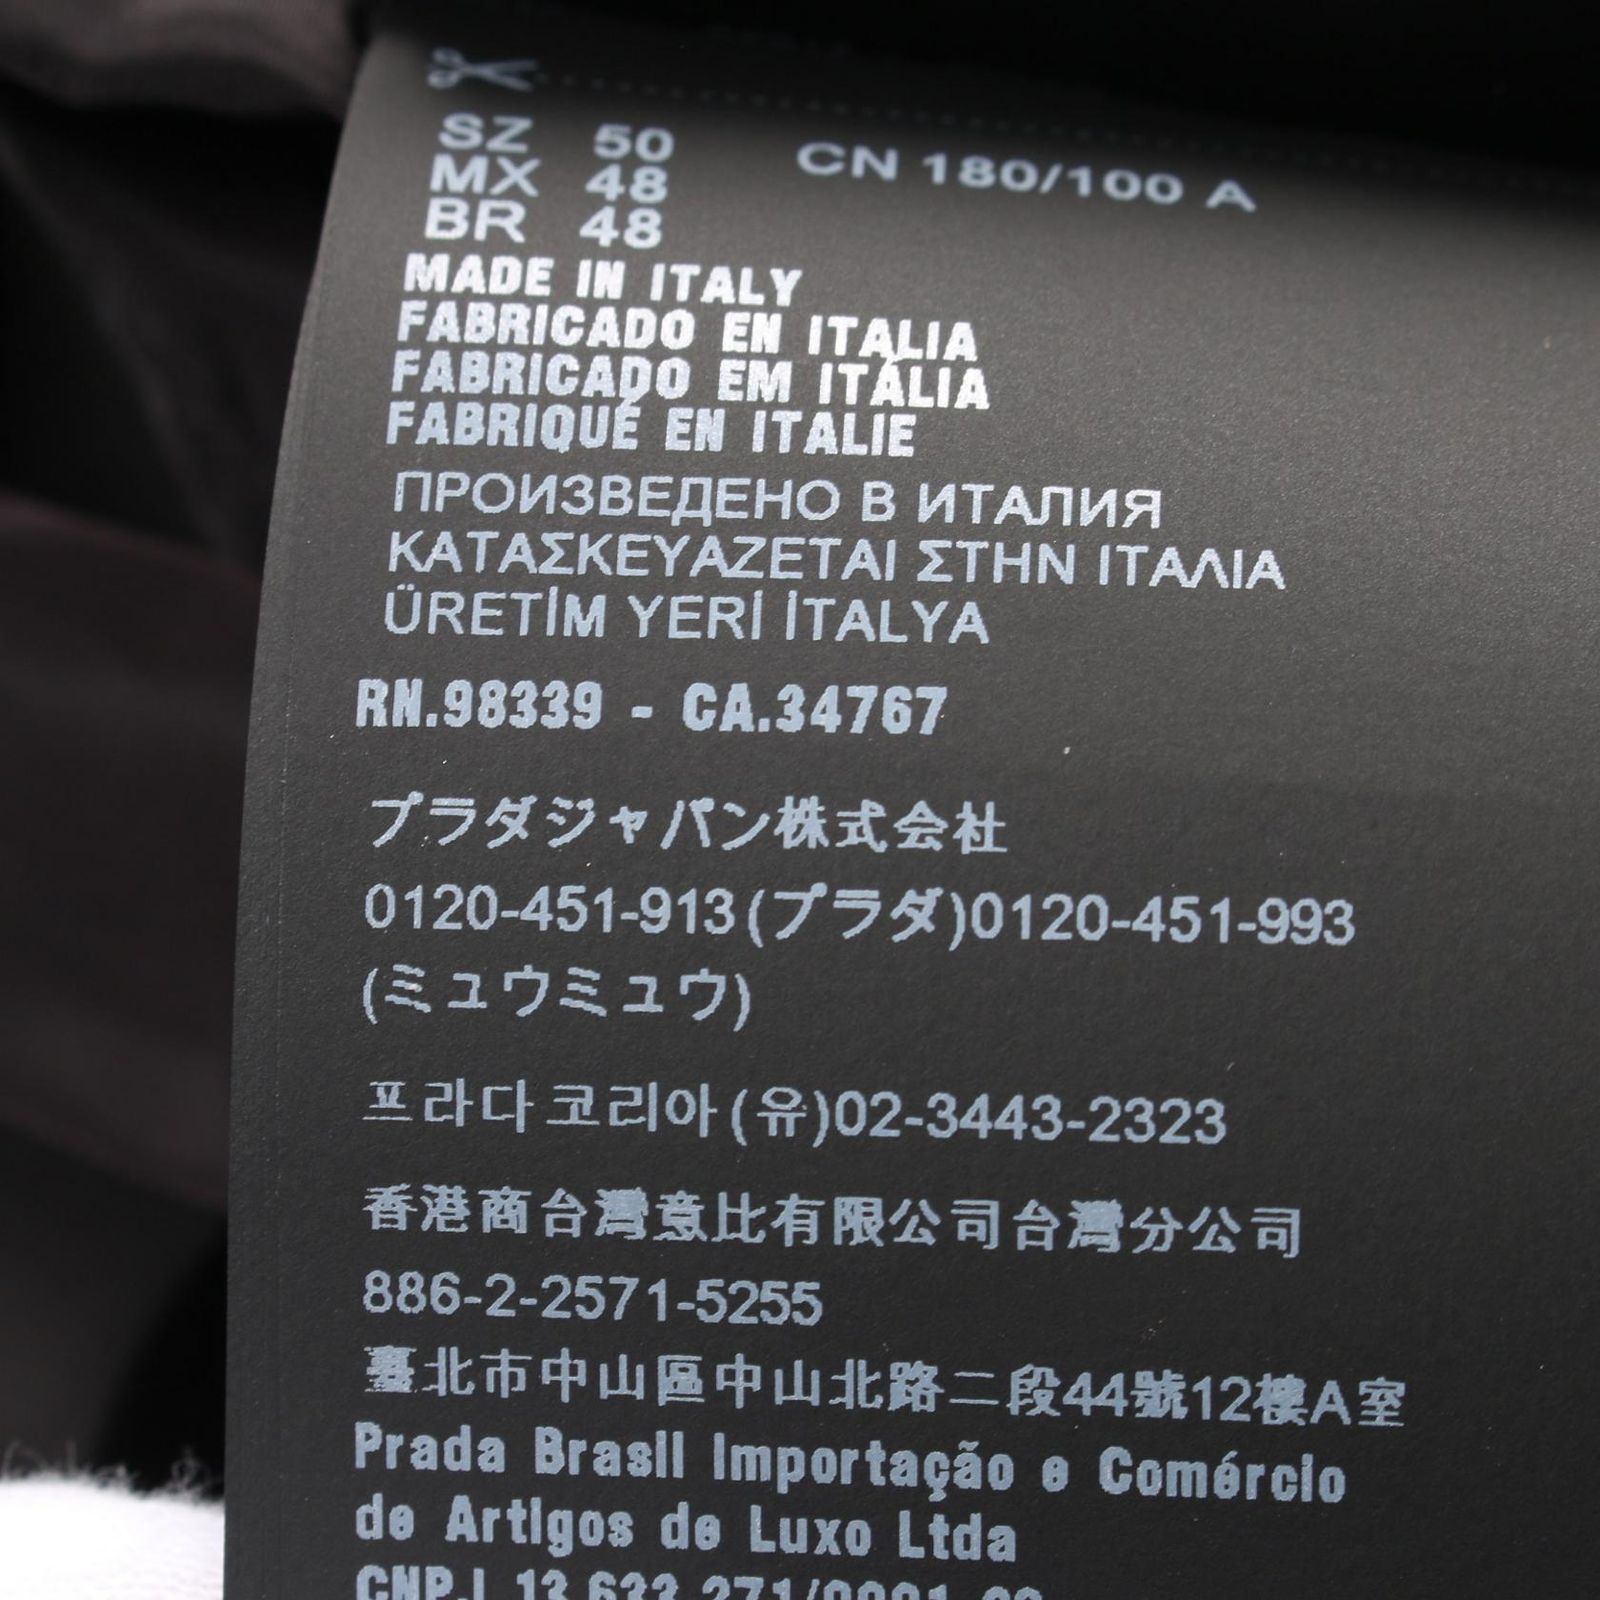 SZ 50 CN 180/100 A
MX 48
BR 48
MADE IN ITALY
FABRICADO EN ITALIA
FABRICADO EM ITÁLIA
FABRIQUÉ EN ITALIE
ПРОИЗВЕДЕНО В ИТАЛИЯ
ΚΑΤΑΣΚΕΥΑΖΕΤΑΙ ΣΤΗΝ ΙΤΑΛΙΑ
ÜRETİM YERİ İTALYA
RN.98339 - CA.34767
プラダジャパン株式会社
0120-451-913(プラダ)0120-451-993
(ミュウミュウ)
프라다코리아(유)02-3443-2323
香港商台灣意比有限公司台灣分公司
886-2-2571-5255
臺北市中山區中山北路二段44號12樓A室
Prada Brasil Importação e Comércio
de Artigos de Luxo Ltda